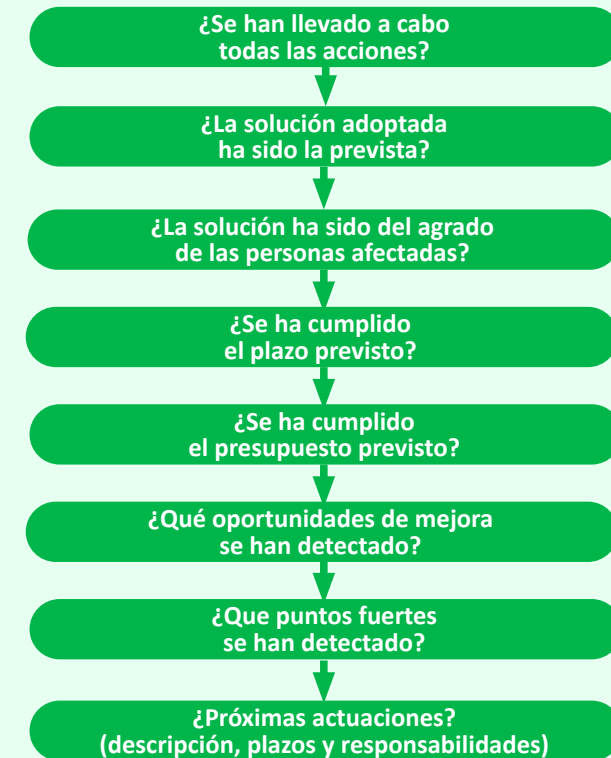 ¿Se han llevado a cabo
todas las acciones?
¿La solución adoptada
ha sido la prevista?
¿La solución ha sido del agrado
de las personas afectadas?
¿Se ha cumplido
el plazo previsto?
¿Se ha cumplido
el presupuesto previsto?
¿Qué oportunidades de mejora
se han detectado?
¿Que puntos fuertes
se han detectado?
¿Próximas actuaciones?
(descripción, plazos y responsabilidades)